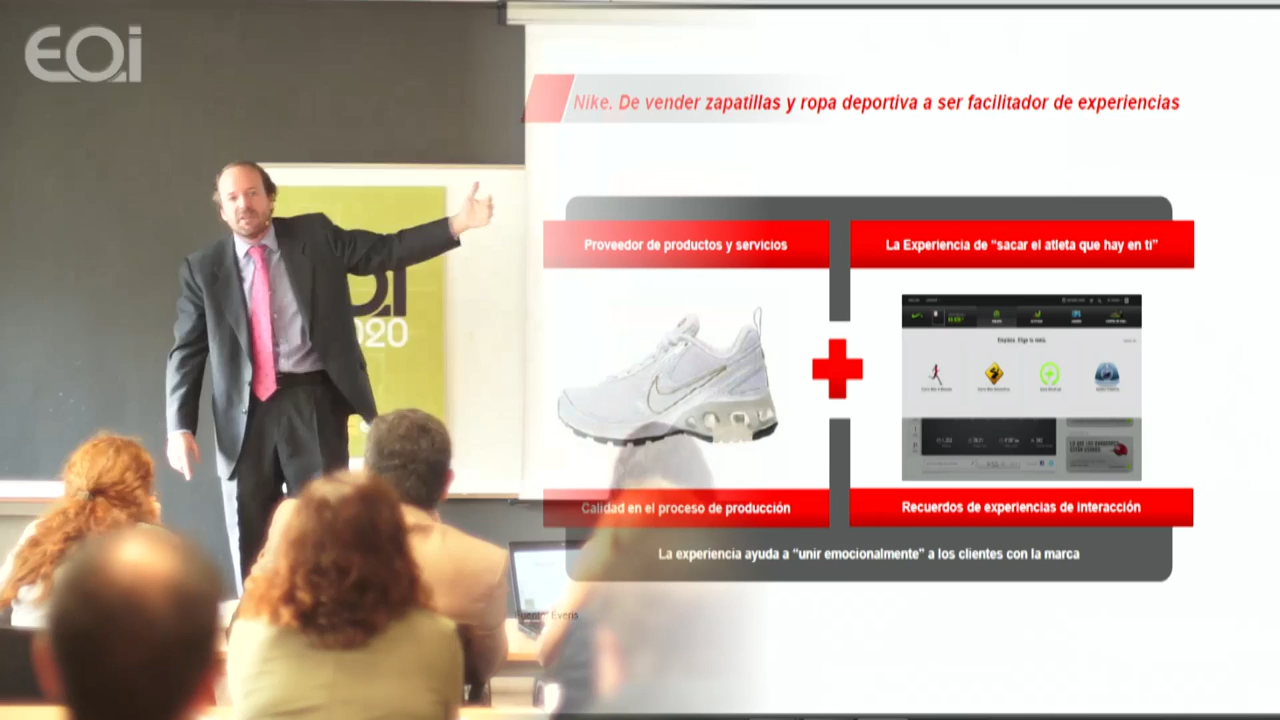 EOi
Nike. De vender zapatillas y ropa deportiva a ser facilitador de experiencias
Proveedor de productos y servicios
La Experiencia de “sacar el atleta que hay en ti”
Calidad en el proceso de producción
Recuerdos de experiencias de interacción
La experiencia ayuda a “unir emocionalmente” a los clientes con la marca
Everis